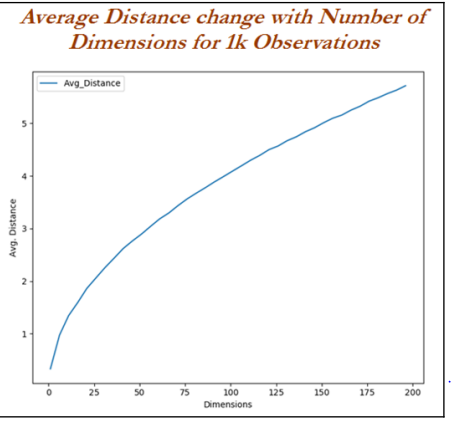 Average Distance change with Number of
Dimensions for 1k Observations
Avg_Distance
5
4
3
2
1
Avg. Distance
0 25 50 75 100 125 150 175 200
Dimensions